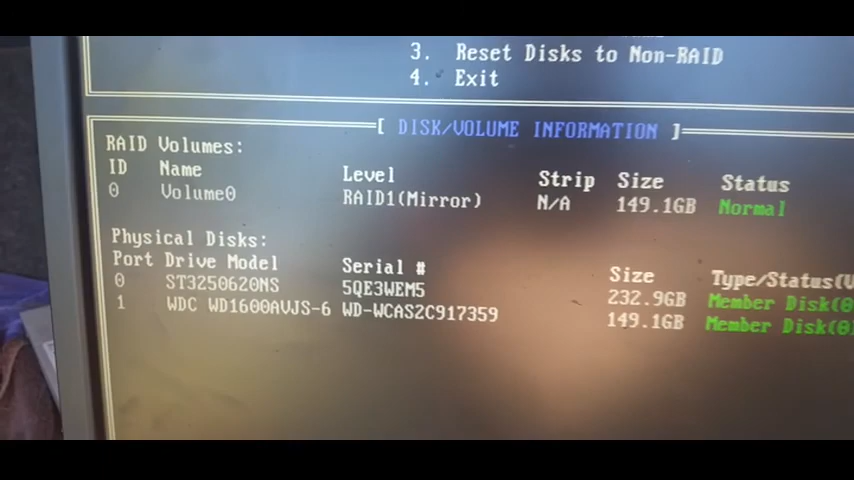 3. Reset Disks to Non-RAID
4. Exit
[ DISK/VOLUME INFORMATION ]
RAID Volumes:
ID Name Level Strip Size Status
0 Volume0 RAID1(Mirror) N/A 149.1GB Normal
Physical Disks:
Port Drive Model Serial # Size Type/Status(V
0 ST3250620NS 5QE3WEM5 232.9GB Member Disk(0
1 WDC WD1600AVJS-6 WD-WCAS2C917359 149.1GB Member Disk(0)